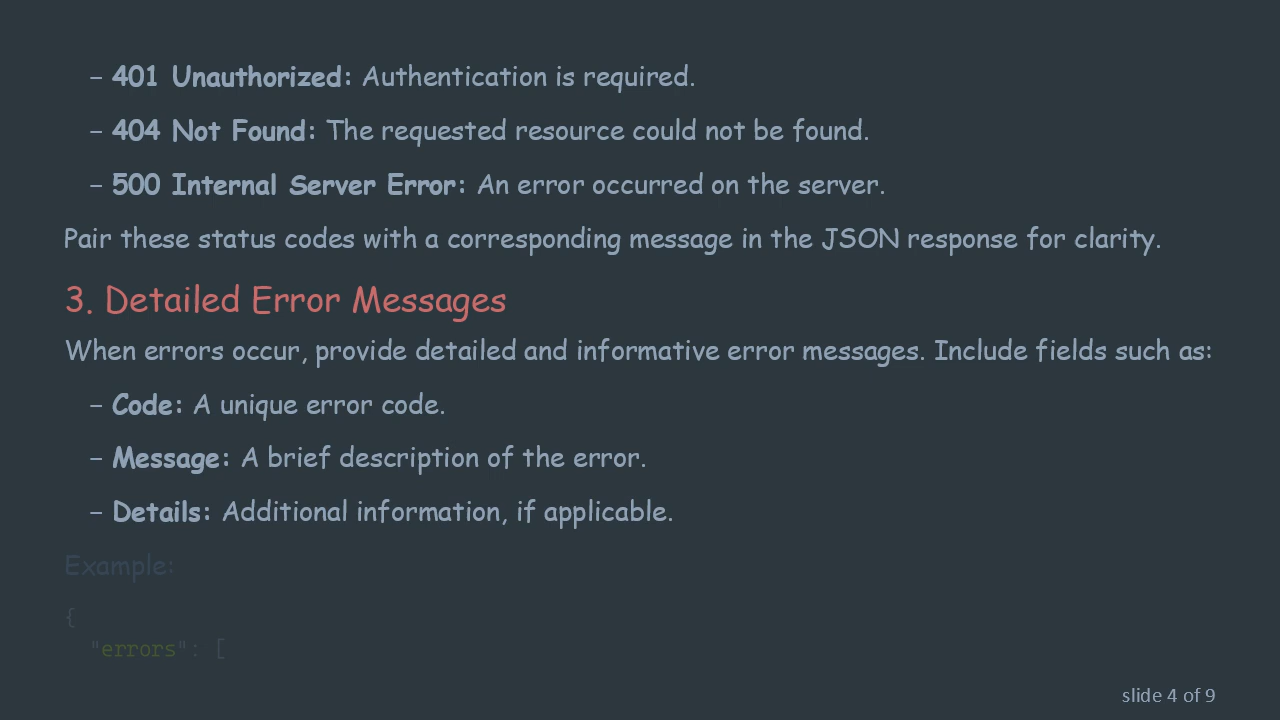 – 401 Unauthorized: Authentication is required.
– 404 Not Found: The requested resource could not be found.
– 500 Internal Server Error: An error occurred on the server.
Pair these status codes with a corresponding message in the JSON response for clarity.
3. Detailed Error Messages
When errors occur, provide detailed and informative error messages. Include fields such as:
– Code: A unique error code.
– Message: A brief description of the error.
– Details: Additional information, if applicable.
Example:
{
"errors": [
slide 4 of 9